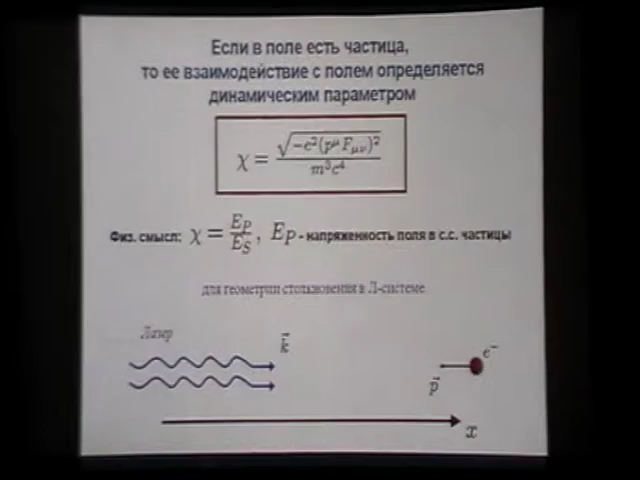 Если в поле есть частица,
то ее взаимодействие с полем определяется
динамическим параметром
χ = √(−e²(p^μ F_μν)²) / m³c⁴
Физ. смысл: χ = E_P / E_S , E_P - напряженность поля в с.с. частицы
для геометрии столкновения в Л-системе
Лазер
k⃗
e⁻
p⃗
x